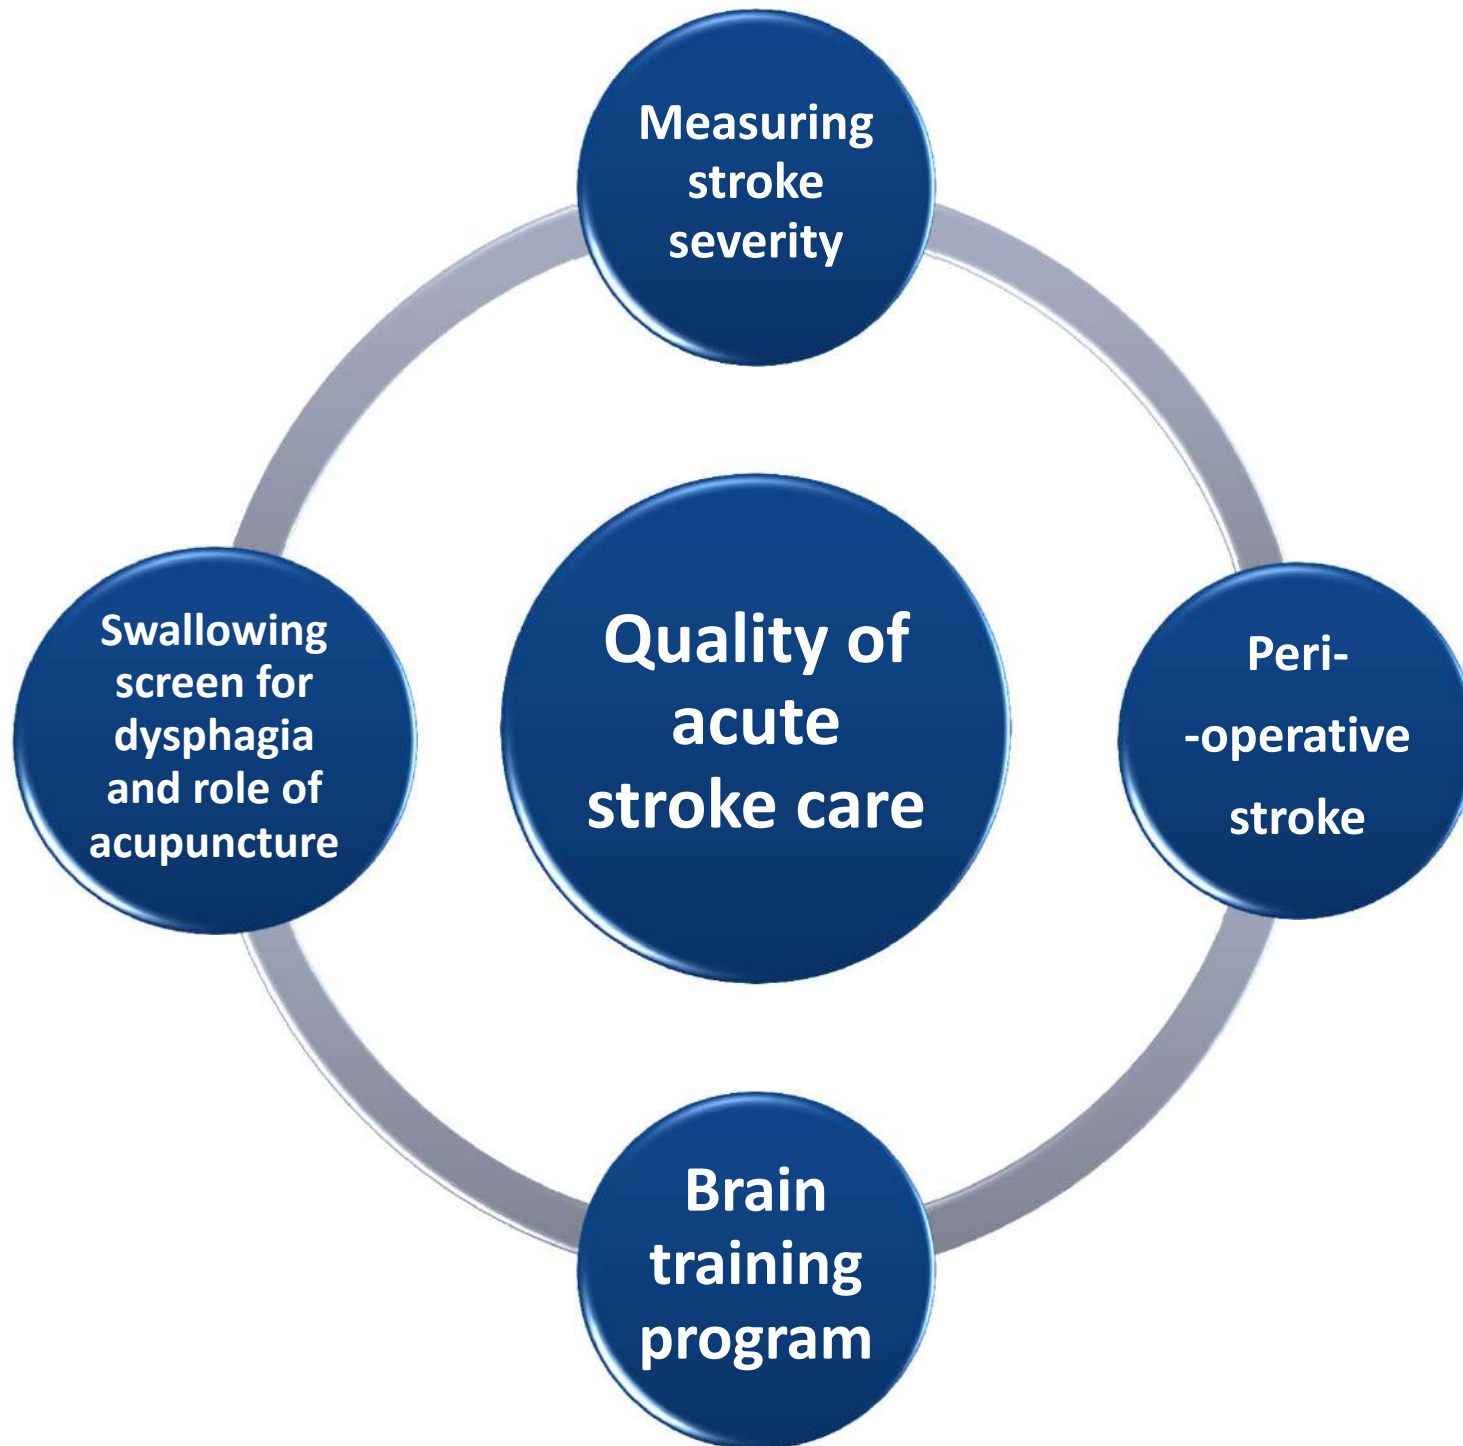 Measuring
stroke
severity
Swallowing
screen for
dysphagia
and role of
acupuncture
Quality of
acute
stroke care
Peri-
-operative
stroke
Brain
training
program